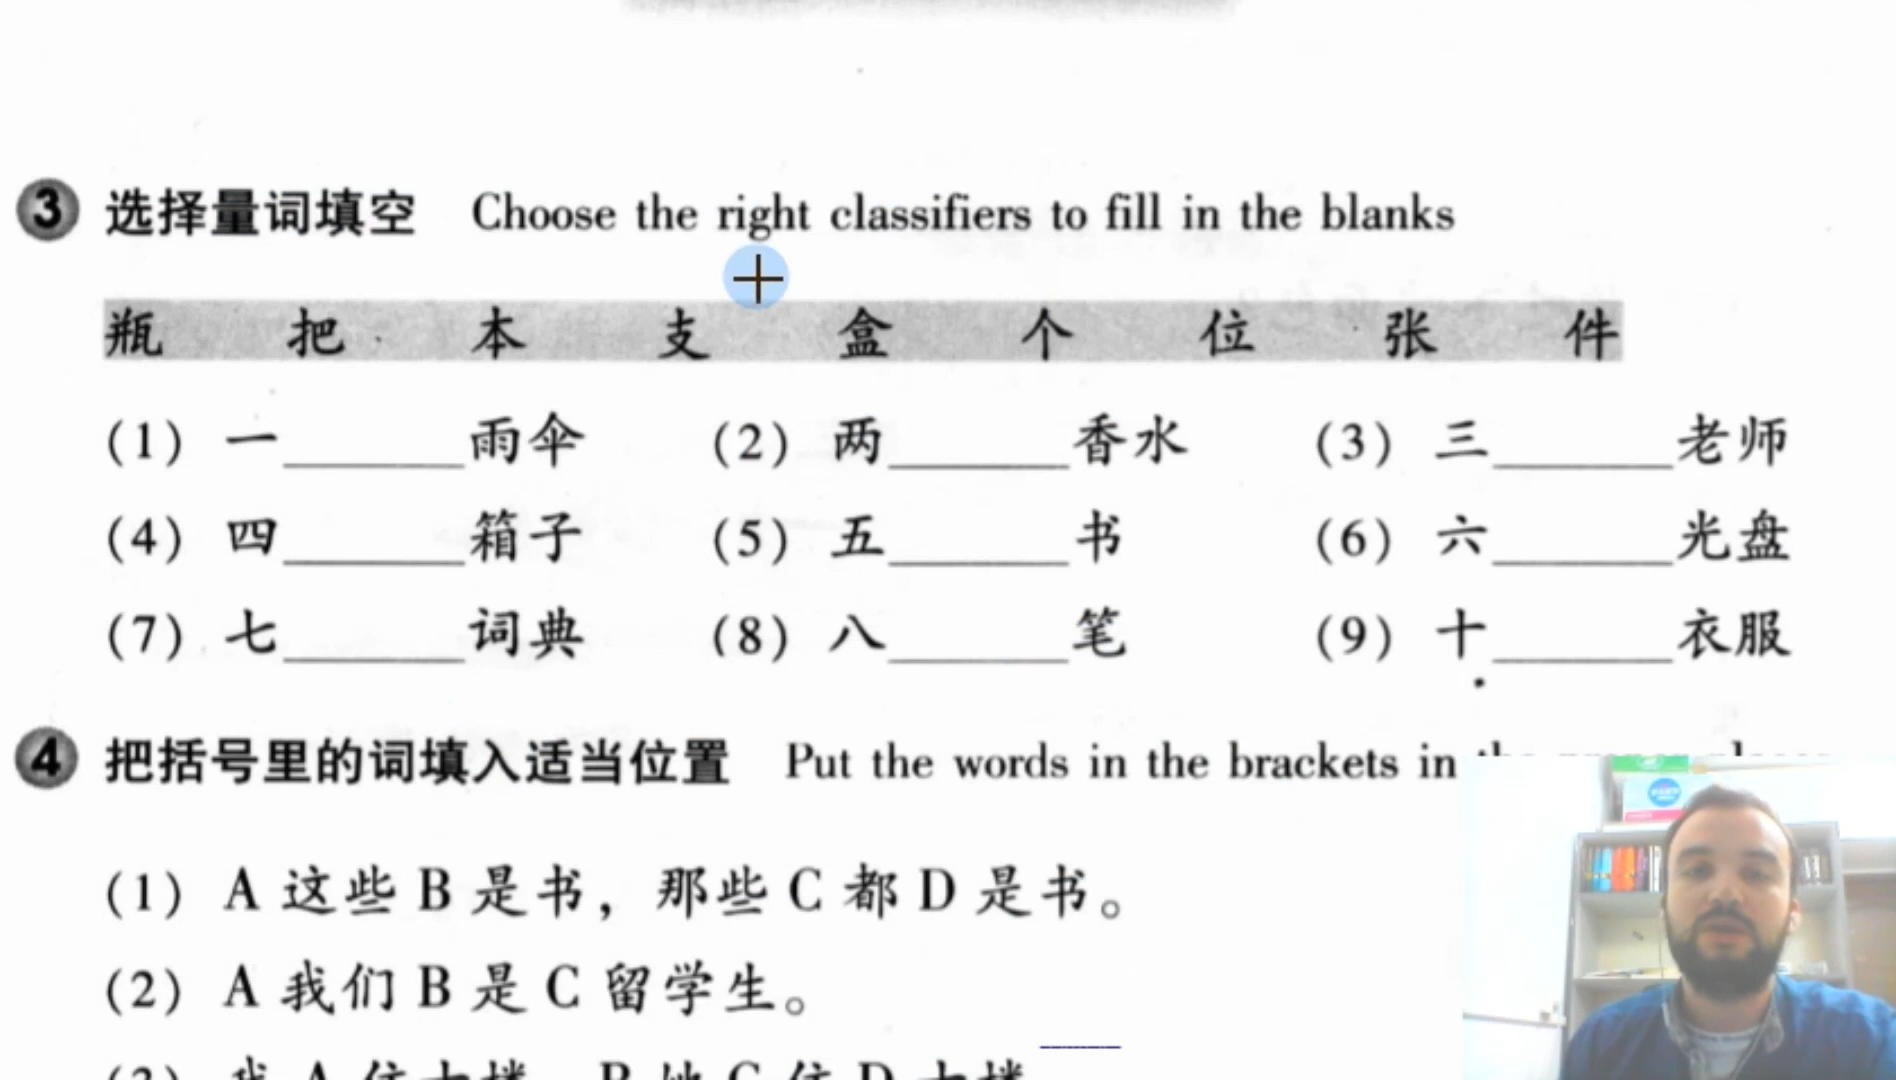 3 选择量词填空 Choose the right classifiers to fill in the blanks
瓶 把 本 支 盒 个 位 张 件
(1) 一______雨伞 (2) 两______香水 (3) 三______老师
(4) 四______箱子 (5) 五______书 (6) 六______光盘
(7) 七______词典 (8) 八______笔 (9) 十______衣服
4 把括号里的词填入适当位置 Put the words in the brackets in
(1) A 这些 B 是书，那些 C 都 D 是书。
(2) A 我们 B 是 C 留学生。